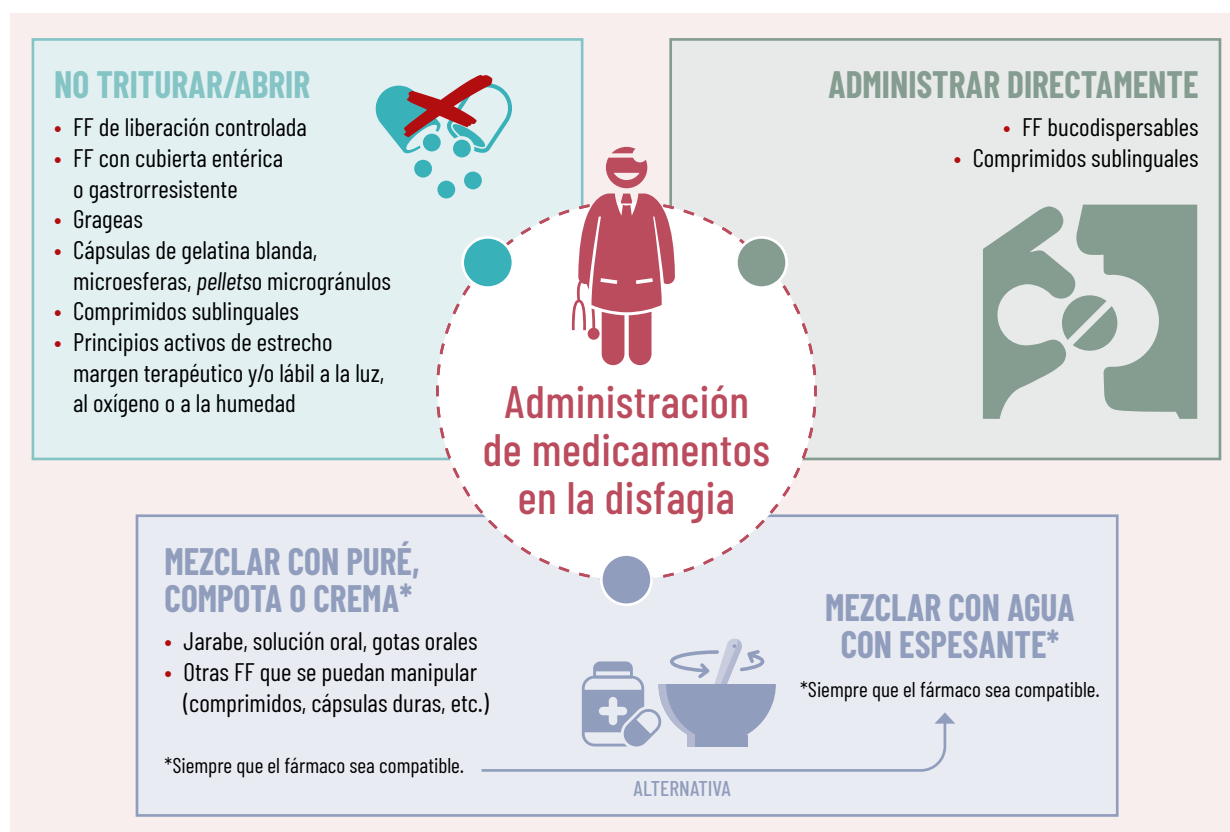 NO TRITURAR/ABRIR
• FF de liberación controlada
• FF con cubierta entérica
o gastrorresistente
• Grageas
• Cápsulas de gelatina blanda,
microesferas, pelletso microgránulos
• Comprimidos sublinguales
• Principios activos de estrecho
margen terapéutico y/o lábil a la luz,
al oxígeno o a la humedad
ADMINISTRAR DIRECTAMENTE
• FF bucodispersables
• Comprimidos sublinguales
Administración
de medicamentos
en la disfagia
MEZCLAR CON PURÉ,
COMPOTA O CREMA*
• Jarabe, solución oral, gotas orales
• Otras FF que se puedan manipular
(comprimidos, cápsulas duras, etc.)
*Siempre que el fármaco sea compatible.
ALTERNATIVA
MEZCLAR CON AGUA
CON ESPESANTE*
*Siempre que el fármaco sea compatible.